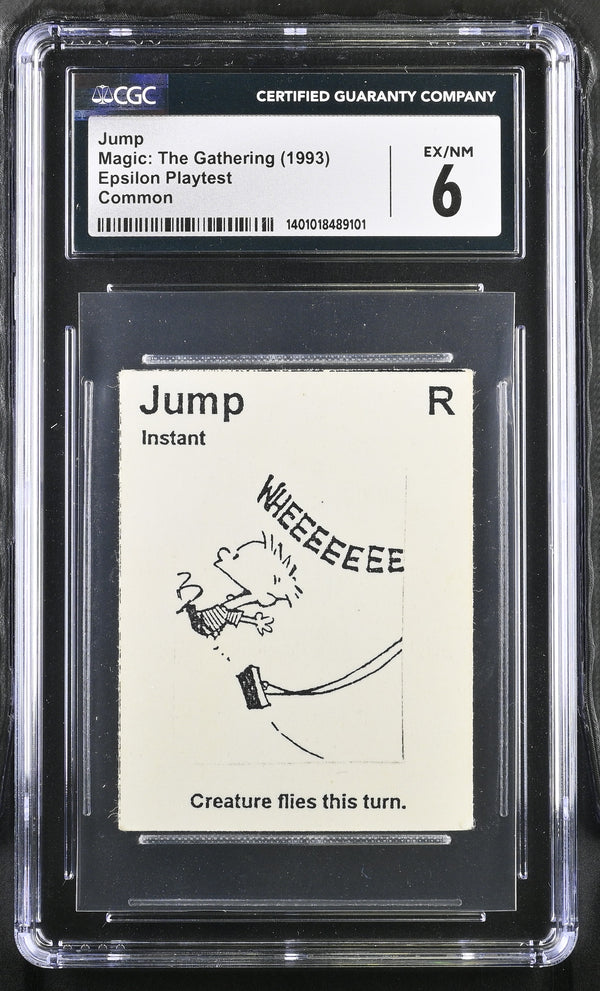 CGC
CERTIFIED GUARANTY COMPANY
Jump
Magic: The Gathering (1993)
Epsilon Playtest
Common
EX/NM
6
1401018489101
Jump R
Instant
WHEEEEEEE
Creature flies this turn.